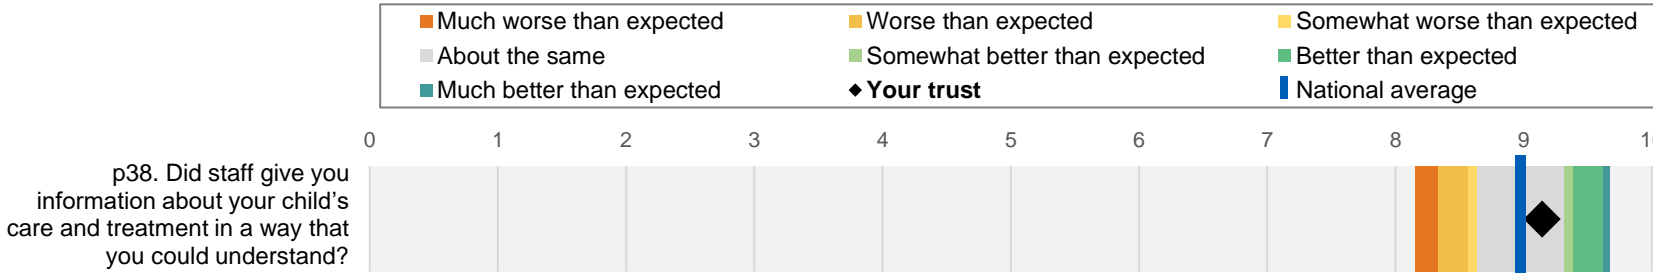 Much worse than expected Worse than expected Somewhat worse than expected
About the same Somewhat better than expected Better than expected
Much better than expected Your trust National average
0 1 2 3 4 5 6 7 8 9
p38. Did staff give you
information about your child’s
care and treatment in a way that
you could understand?